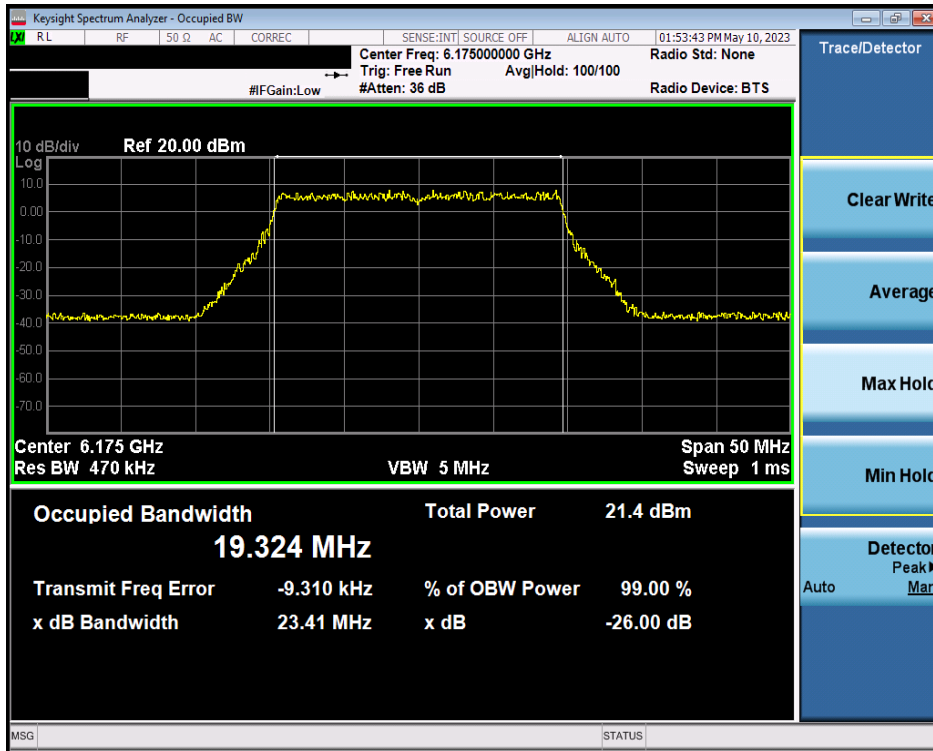 Keysight Spectrum Analyzer - Occupied BW
LXI RL RF 50 Ω AC CORREC SENSE:INT SOURCE OFF ALIGN AUTO 01:53:43 PM May 10, 2023
Center Freq: 6.175000000 GHz Radio Std: None
Trig: Free Run Avg|Hold: 100/100
#IFGain:Low #Atten: 36 dB Radio Device: BTS
Trace/Detector
10 dB/div Ref 20.00 dBm
Log
10.0
0.00
-10.0
-20.0
-30.0
-40.0
-50.0
-60.0
-70.0
Center 6.175 GHz Span 50 MHz
Res BW 470 kHz VBW 5 MHz Sweep 1 ms
Occupied Bandwidth Total Power 21.4 dBm
19.324 MHz
Transmit Freq Error -9.310 kHz % of OBW Power 99.00 %
x dB Bandwidth 23.41 MHz x dB -26.00 dB
Clear Write
Average
Max Hold
Min Hold
Detector
Peak
Auto Man
MSG STATUS